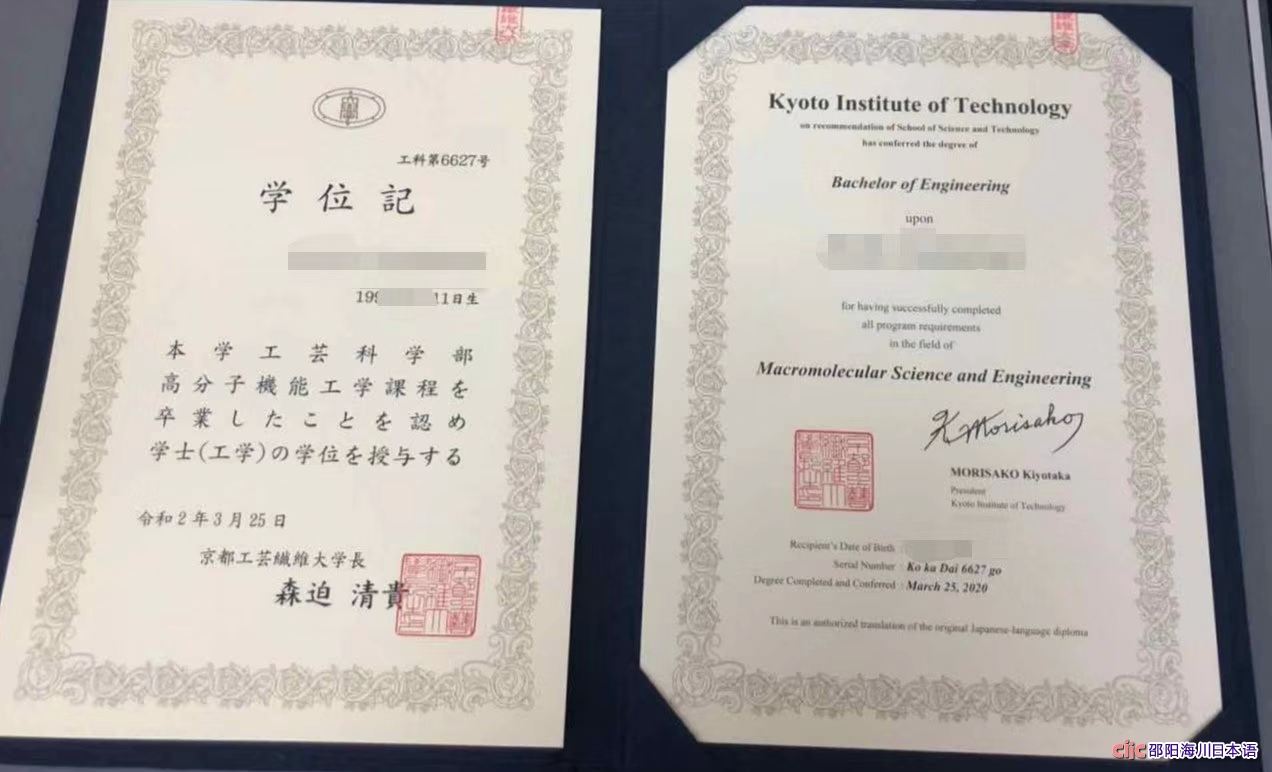 工科第6627号
学位記
199 11日生
本学工芸科学部
高分子機能工学課程を
卒業したことを認め
学士(工学)の学位を授与する
令和2年3月25日
京都工芸繊維大学長
森迫 清貴
Kyoto Institute of Technology
on recommendation of School of Science and Technology
has conferred the degree of
Bachelor of Engineering
upon
for having successfully completed
all program requirements
in the field of
Macromolecular Science and Engineering
K Morisako
MORISAKO Kiyotaka
President
Kyoto Institute of Technology
Recipient's Date of Birth :
Serial Number : Ko ka Dai 6627 go
Degree Completed and Conferred : March 25, 2020
This is an authorized translation of the original Japanese-language diploma
cjjc邵阳海川日本语